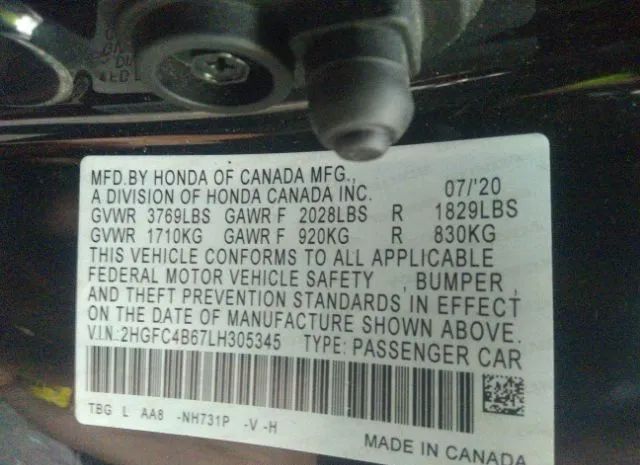 MFD.BY HONDA OF CANADA MFG.,
A DIVISION OF HONDA CANADA INC. 07/'20
GVWR 3769LBS GAWR F 2028LBS R 1829LBS
GVWR 1710KG GAWR F 920KG R 830KG
THIS VEHICLE CONFORMS TO ALL APPLICABLE
FEDERAL MOTOR VEHICLE SAFETY , BUMPER ,
AND THEFT PREVENTION STANDARDS IN EFFECT
ON THE DATE OF MANUFACTURE SHOWN ABOVE.
V.I.N.:2HGFC4B67LH305345 TYPE: PASSENGER CAR
TBG L AA8 -NH731P -V -H
MADE IN CANADA